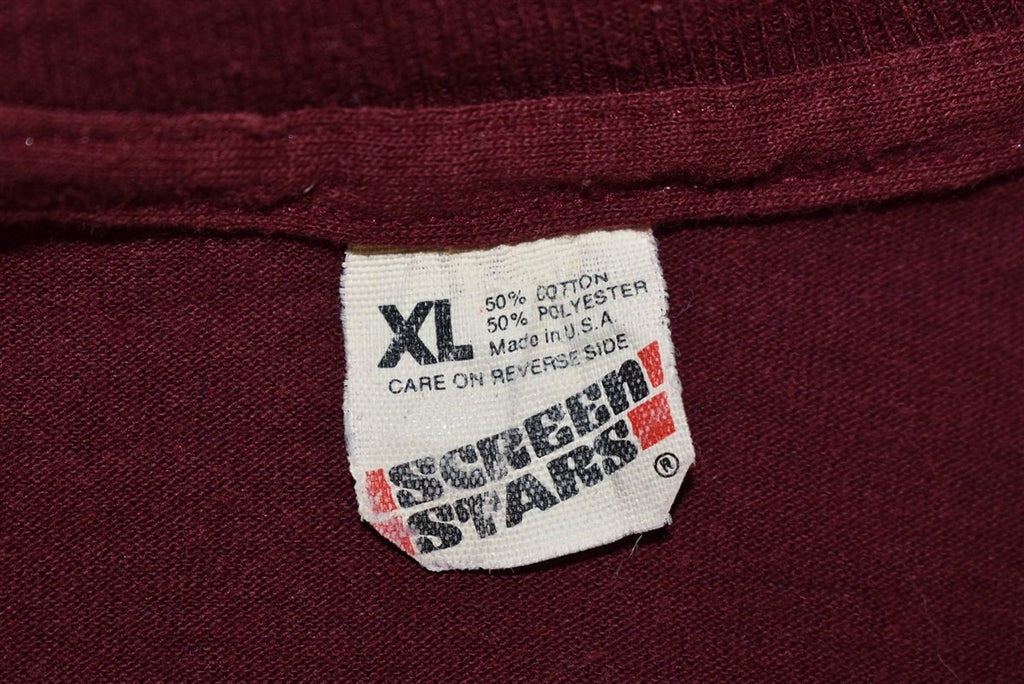 XL
50% COTTON
50% POLYESTER
Made in U.S.A.
CARE ON REVERSE SIDE
SCREEN
STARS
®